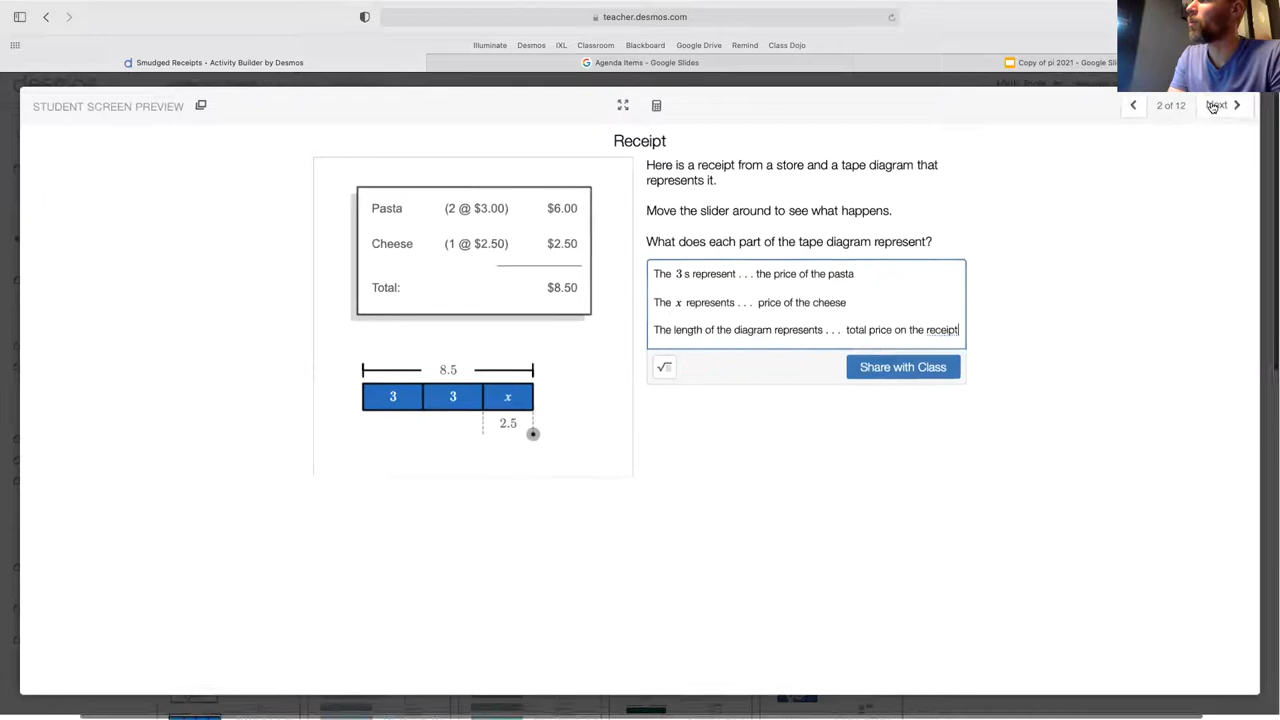 teacher.desmos.com
Illuminate Desmos IXL Classroom Blackboard Google Drive Remind Class Dojo
Smudged Receipts • Activity Builder by Desmos
Agenda Items - Google Slides
Copy of pi 2021 - Google Sli
STUDENT SCREEN PREVIEW
2 of 12
Next
Receipt
Pasta (2 @ $3.00) $6.00
Cheese (1 @ $2.50) $2.50
Total: $8.50
8.5
3 3 x
2.5
Here is a receipt from a store and a tape diagram that
represents it.
Move the slider around to see what happens.
What does each part of the tape diagram represent?
The 3 s represent . . . the price of the pasta
The x represents . . . price of the cheese
The length of the diagram represents . . . total price on the receipt
√
Share with Class